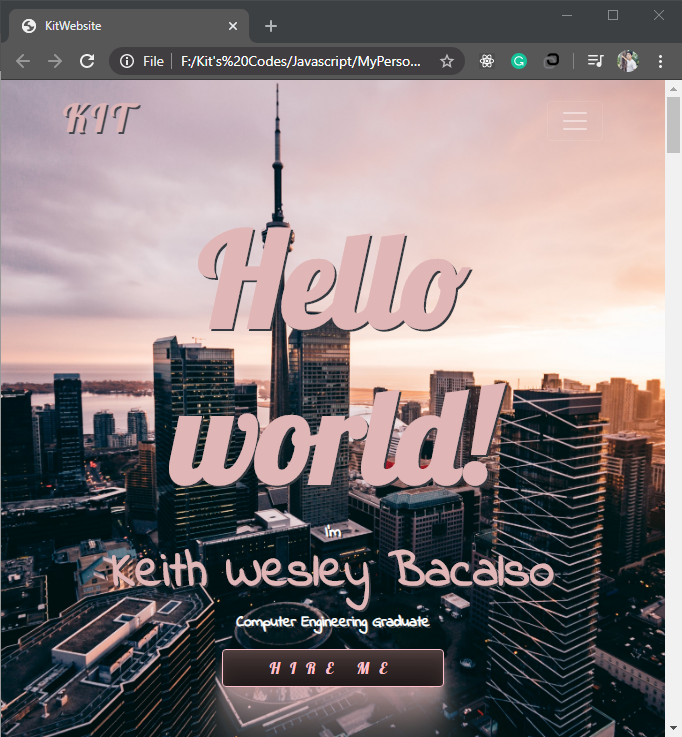 KitWebsite
File
F:/Kit's%20Codes/Javascript/MyPerso...
KIT
Hello
world!
I'm
Keith Wesley Bacalso
Computer Engineering Graduate
HIRE ME